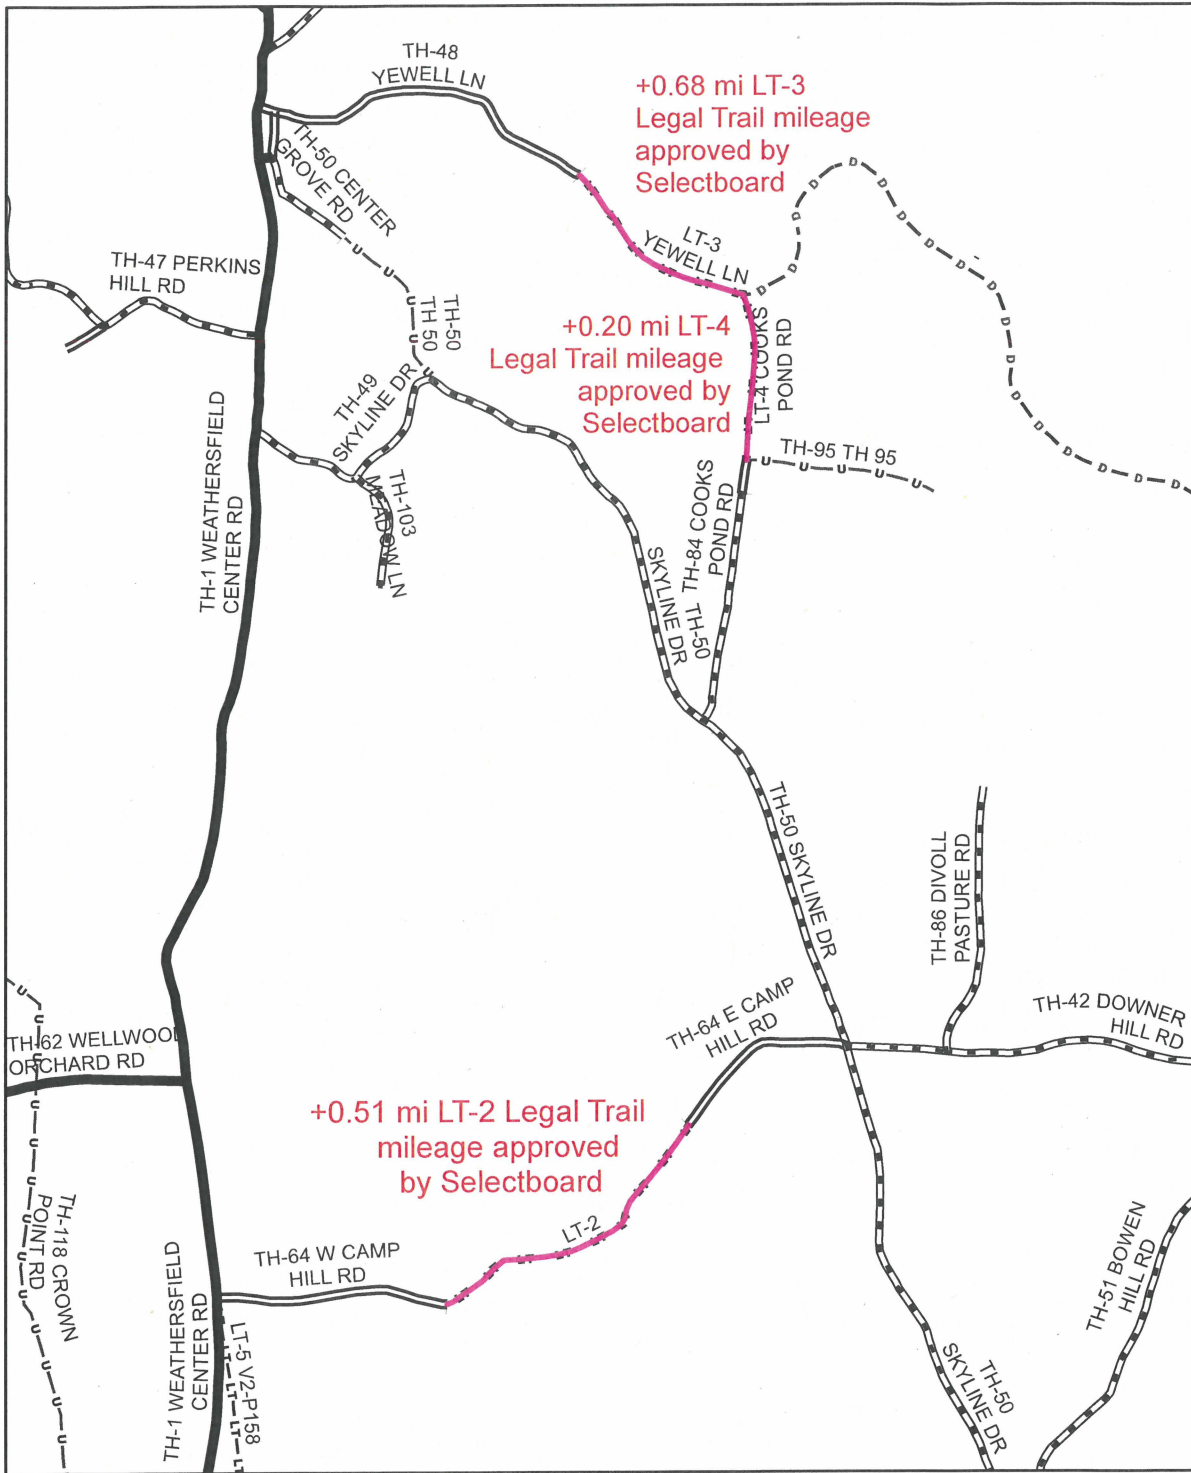 TH-48
YEWELL LN
+0.68 mi LT-3
Legal Trail mileage
approved by
Selectboard
TH-50 CENTER
GROVE RD
LT-3
YEWELL LN
TH-47 PERKINS
HILL RD
TH-50
TH 50
+0.20 mi LT-4
Legal Trail mileage
approved by
Selectboard
LT-4 COOKS
POND RD
TH-49
SKYLINE DR
TH-95 TH 95
TH-103
MEADOW LN
TH-1 WEATHERSFIELD
CENTER RD
TH-84 COOKS
POND RD
SKYLINE DR
TH-50
TH-50 SKYLINE DR
TH-86 DIVOLL
PASTURE RD
TH-64 E CAMP
HILL RD
TH-42 DOWNER
HILL RD
TH-62 WELLWOOD
ORCHARD RD
+0.51 mi LT-2 Legal Trail
mileage approved
by Selectboard
LT-2
TH-118 CROWN
POINT RD
TH-64 W CAMP
HILL RD
TH-51 BOWEN
HILL RD
TH-1 WEATHERSFIELD
CENTER RD
LT-5 V2-P158
TH-50
SKYLINE DR